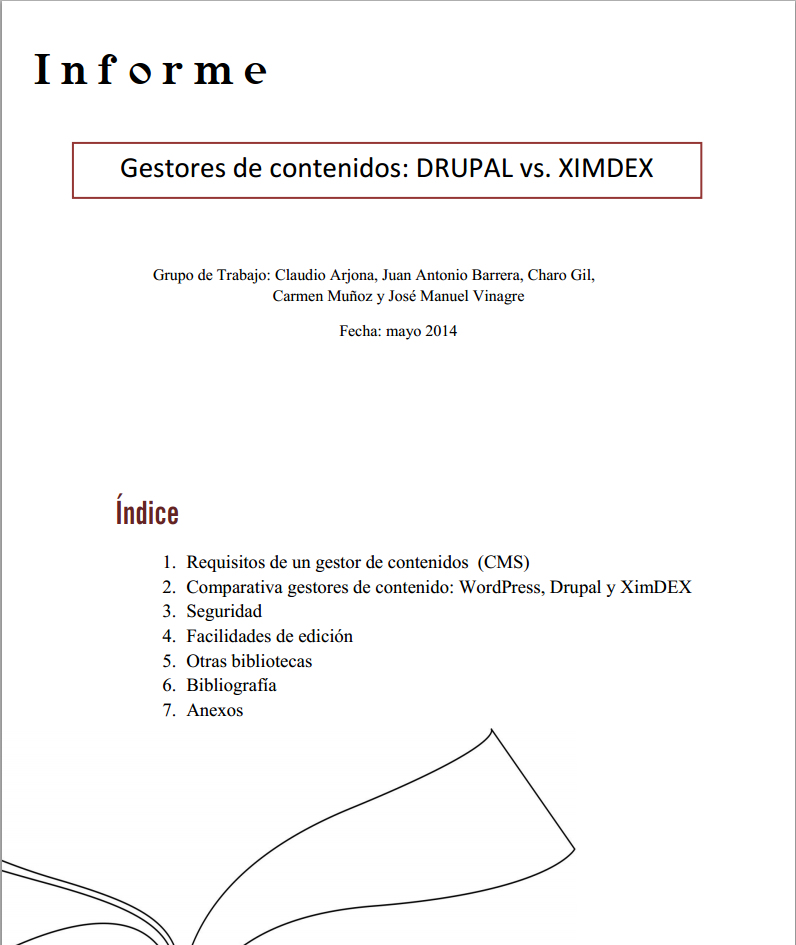 Informe
Gestores de contenidos: DRUPAL vs. XIMDEX
Grupo de Trabajo: Claudio Arjona, Juan Antonio Barrera, Charo Gil,
Carmen Muñoz y José Manuel Vinagre
Fecha: mayo 2014
Índice
1. Requisitos de un gestor de contenidos (CMS)
2. Comparativa gestores de contenido: WordPress, Drupal y XimDEX
3. Seguridad
4. Facilidades de edición
5. Otras bibliotecas
6. Bibliografía
7. Anexos